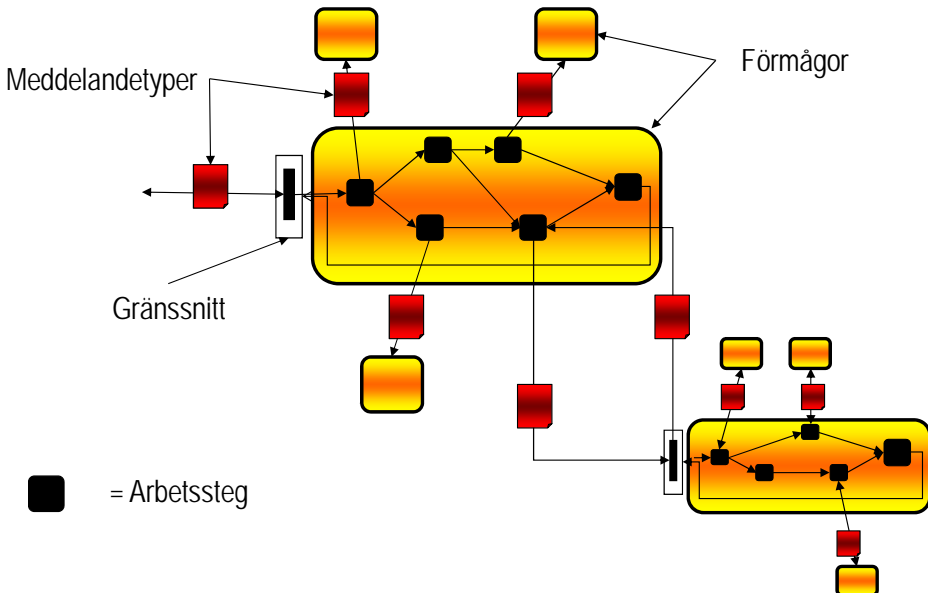 Förmågor
Meddelandetyper
Gränssnitt
= Arbetssteg